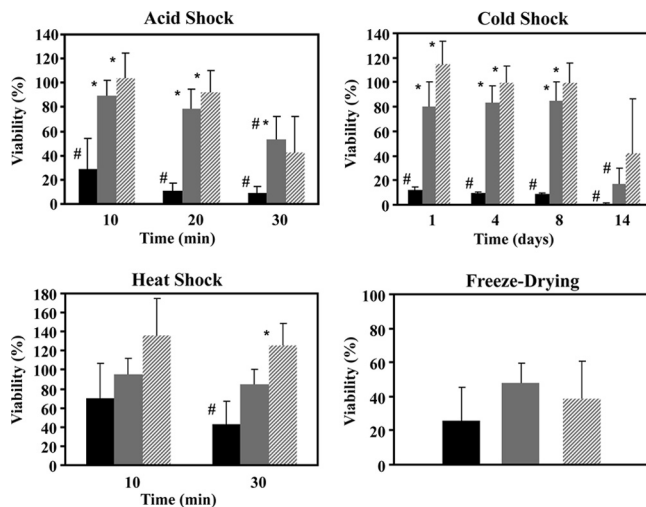 Acid Shock
Viability (%)
140
120
100
80
60
40
20
0
# * * # * * # # *
10 20 30
Time (min)
Cold Shock
Viability (%)
140
120
100
80
60
40
20
0
# * * # * * # * * # #
1 4 8 14
Time (days)
Heat Shock
Viability (%)
180
160
140
120
100
80
60
40
20
0
# *
10 30
Time (min)
Freeze-Drying
Viability (%)
100
80
60
40
20
0